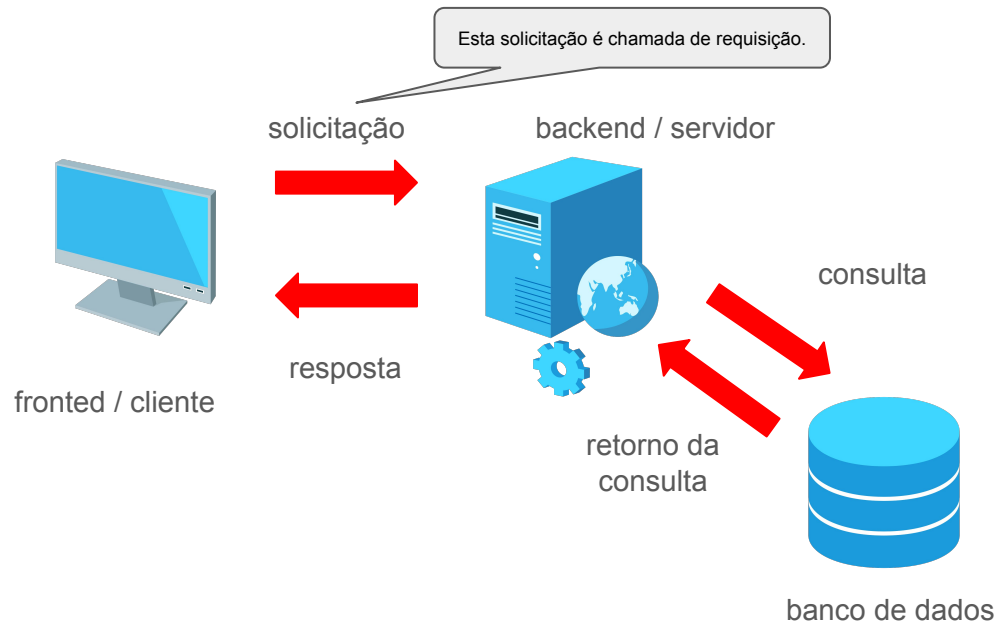 Esta solicitação é chamada de requisição.
solicitação
backend / servidor
consulta
resposta
fronted / cliente
retorno da
consulta
banco de dados